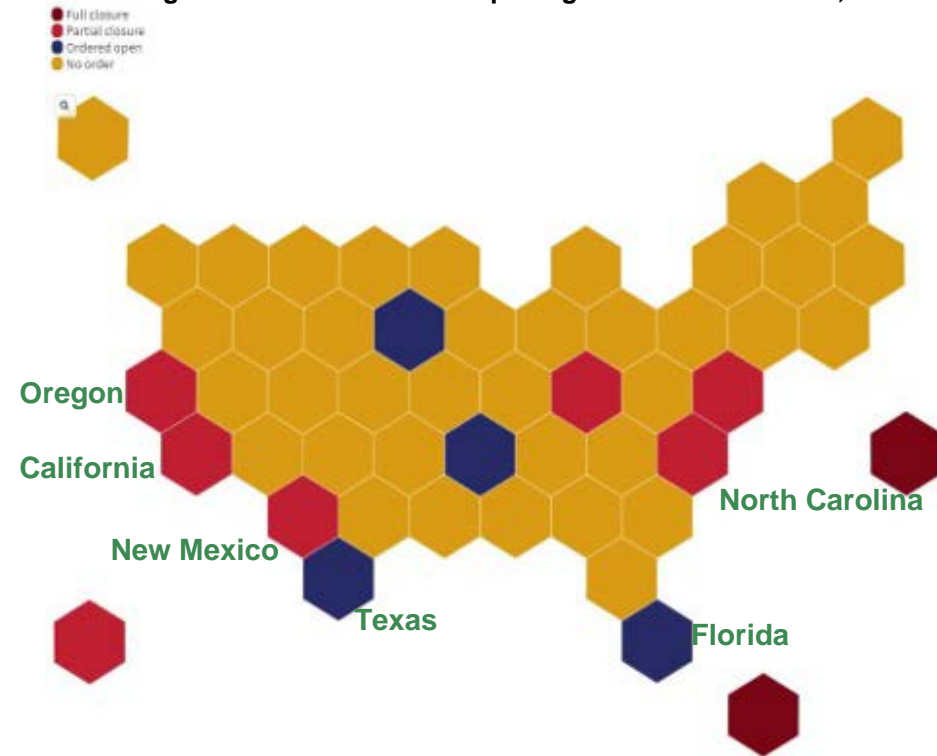 Full closure
Partial closure
Ordered open
No order
Oregon
California
North Carolina
New Mexico
Texas
Florida